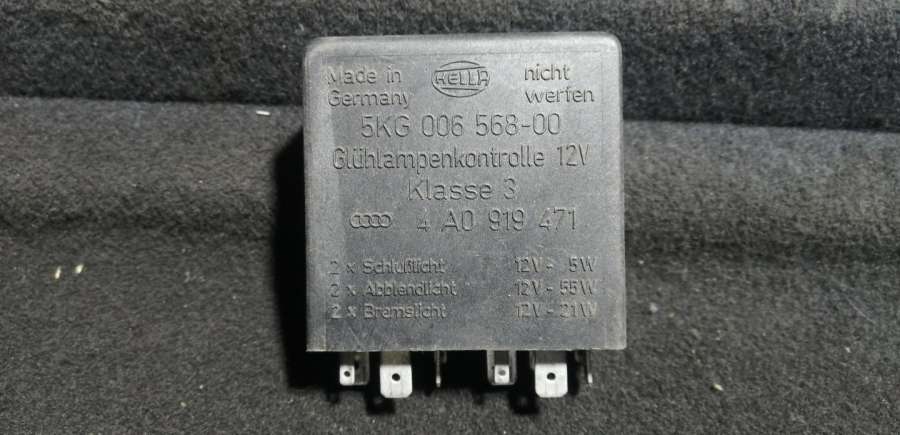 Made in HELLA nicht
Germany werfen
5KG 006 568-00
Glühlampenkontrolle 12V
Klasse 3
4 A0 919 471
2 x Schlußlicht 12V - 5W
2 x Abblendlicht 12V - 55W
2 x Bremslicht 12V - 21W